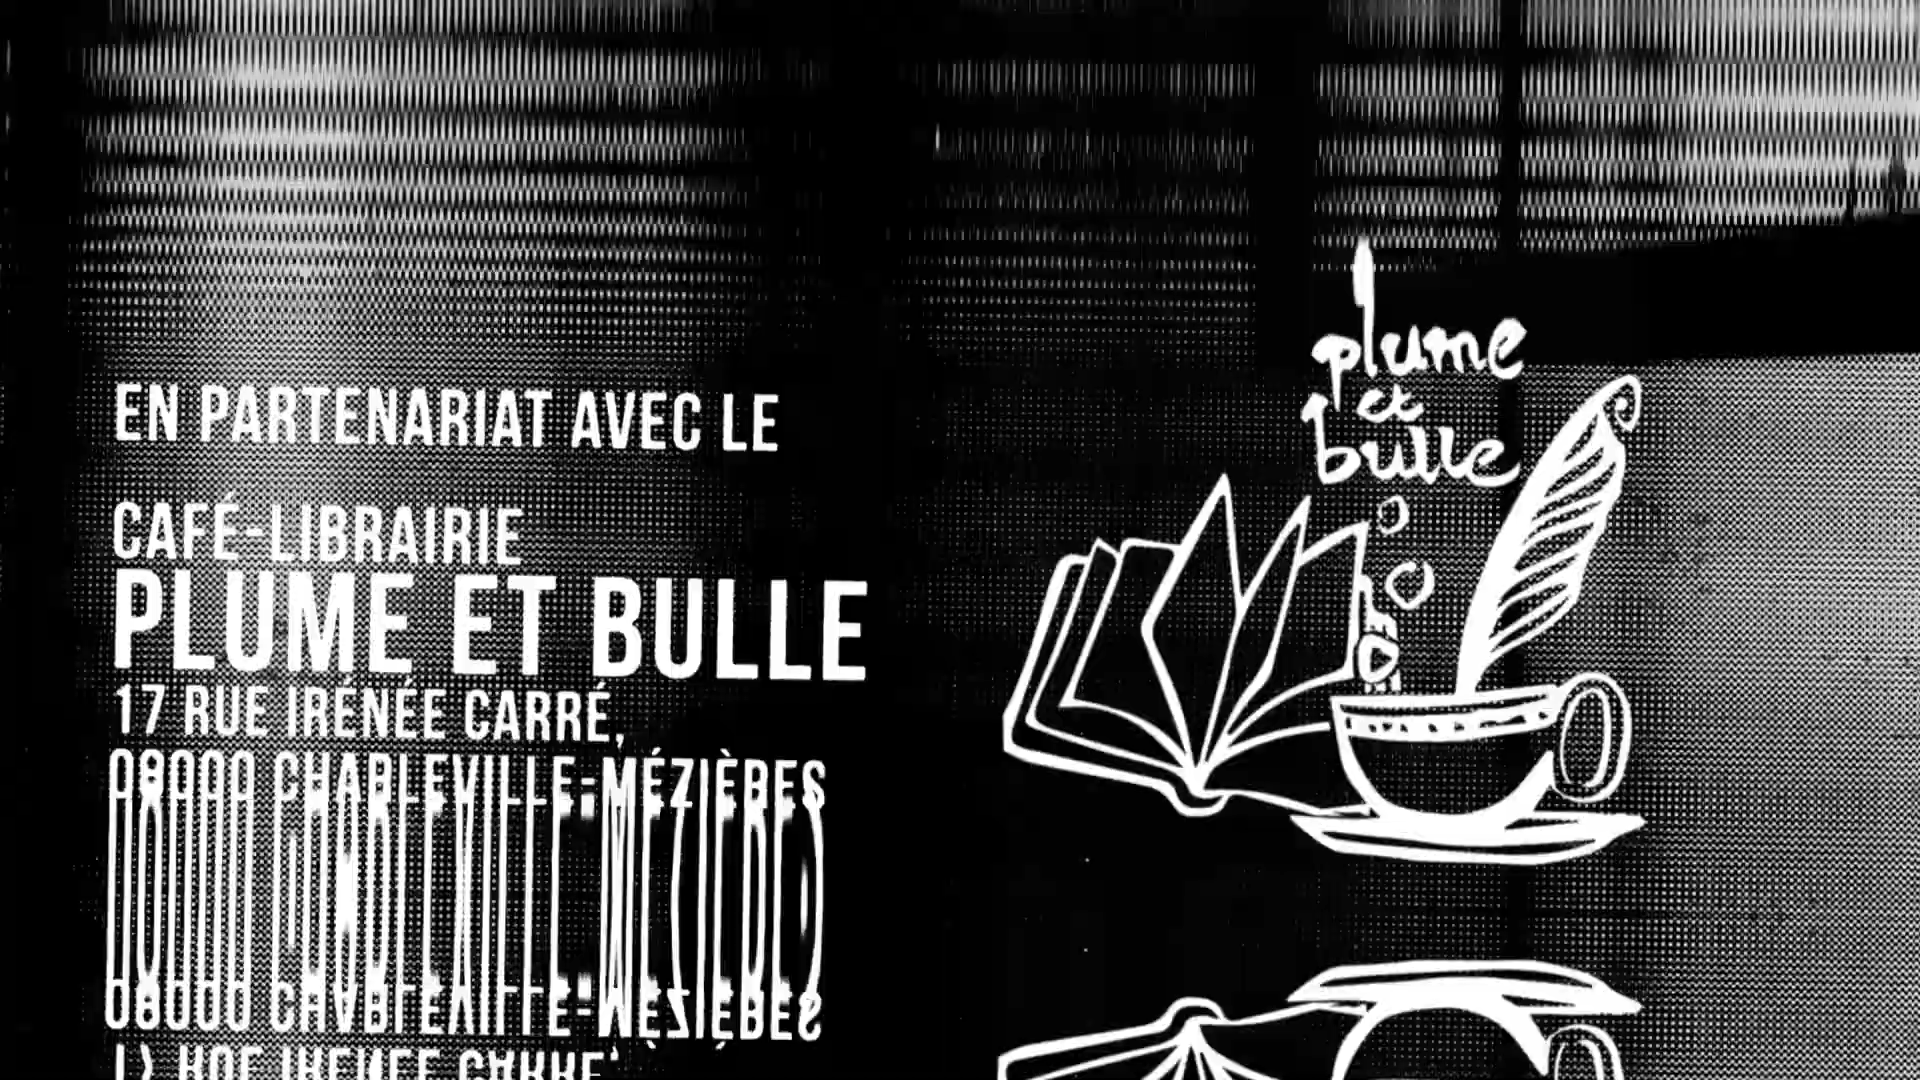 EN PARTENARIAT AVEC LE
CAFÉ-LIBRAIRIE
PLUME ET BULLE
17 RUE IRÉNÉE CARRÉ,
08000 CHARLEVILLE-MÉZIÈRES
plume
et
bulle